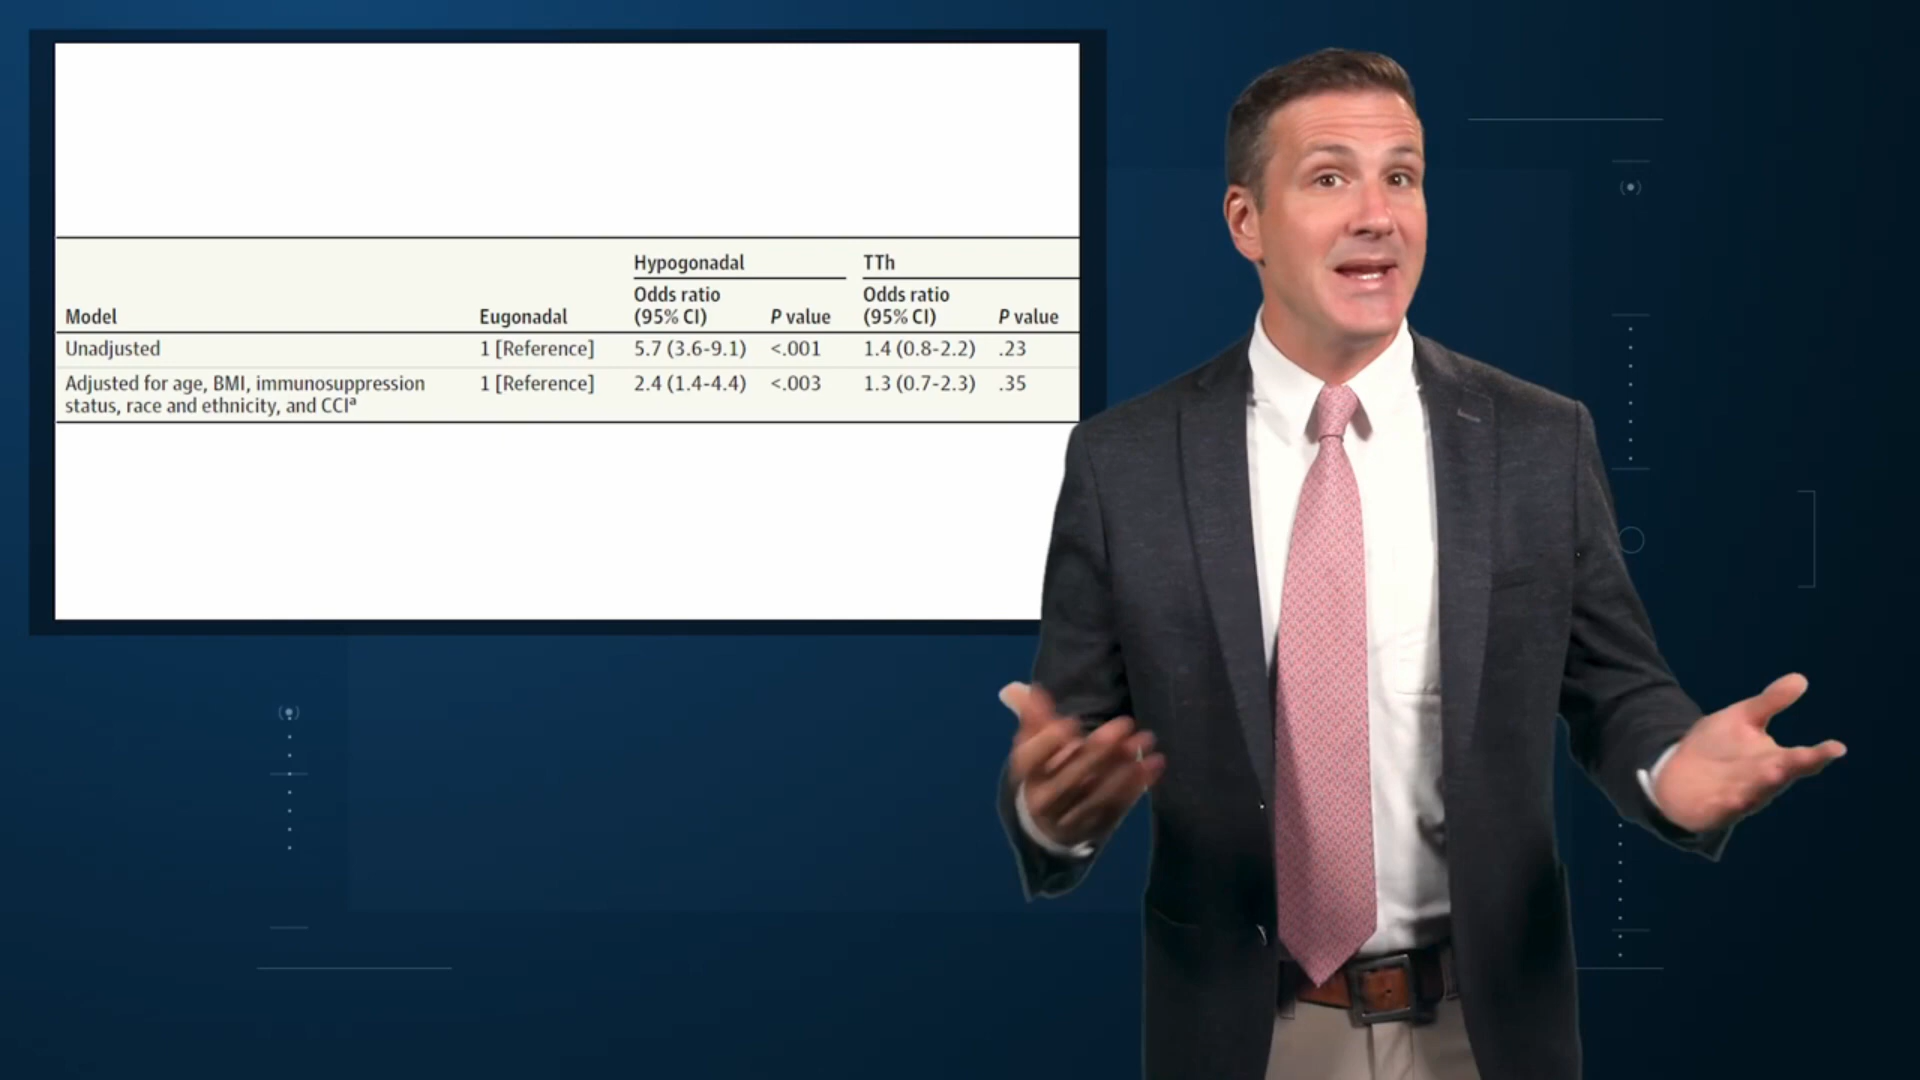 Hypogonadal TTh
Odds ratio Odds ratio
Model Eugonadal (95% CI) P value (95% CI) P value
Unadjusted 1 [Reference] 5.7 (3.6-9.1) <.001 1.4 (0.8-2.2) .23
Adjusted for age, BMI, immunosuppression 1 [Reference] 2.4 (1.4-4.4) <.003 1.3 (0.7-2.3) .35
status, race and ethnicity, and CCIᵃ